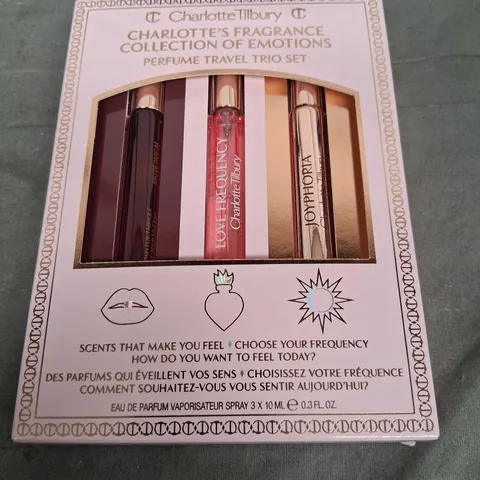 Charlotte Tilbury
CHARLOTTE'S FRAGRANCE
COLLECTION OF EMOTIONS
PERFUME TRAVEL TRIO SET
LOVE FREQUENCY
Charlotte Tilbury
JOYPHORIA
SCENTS THAT MAKE YOU FEEL ✦ CHOOSE YOUR FREQUENCY
HOW DO YOU WANT TO FEEL TODAY?
DES PARFUMS QUI ÉVEILLENT VOS SENS ✦ CHOISISSEZ VOTRE FRÉQUENCE
COMMENT SOUHAITEZ-VOUS VOUS SENTIR AUJOURD'HUI?
EAU DE PARFUM VAPORISATEUR SPRAY 3 X 10 ML ℮ 0.3 FL. OZ.